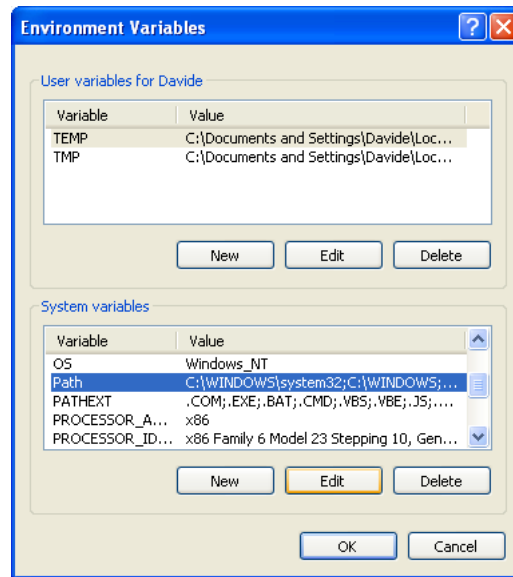 Environment Variables
User variables for Davide
Variable Value
TEMP C:\Documents and Settings\Davide\Loc...
TMP C:\Documents and Settings\Davide\Loc...
New Edit Delete
System variables
Variable Value
OS Windows_NT
Path C:\WINDOWS\system32;C:\WINDOWS;...
PATHEXT .COM;.EXE;.BAT;.CMD;.VBS;.VBE;.JS;....
PROCESSOR_A... x86
PROCESSOR_ID... x86 Family 6 Model 23 Stepping 10, Gen...
New Edit Delete
OK Cancel